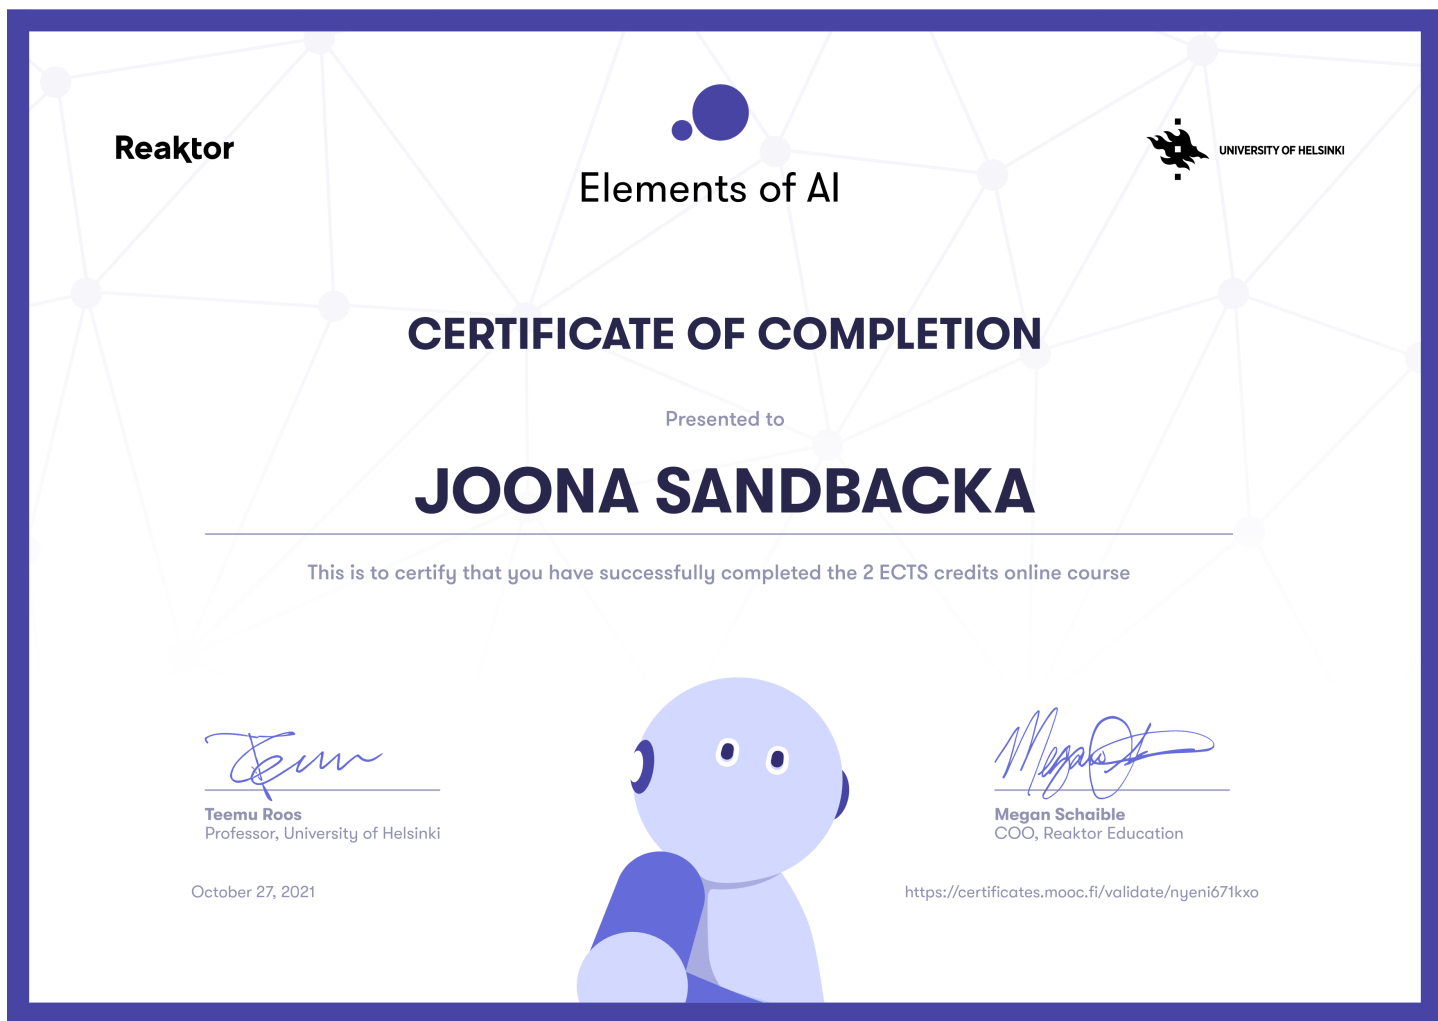 Reaktor
Elements of AI
UNIVERSITY OF HELSINKI
CERTIFICATE OF COMPLETION
Presented to
JOONA SANDBACKA
This is to certify that you have successfully completed the 2 ECTS credits online course
Teemu Roos
Professor, University of Helsinki
Megan Schaible
COO, Reaktor Education
October 27, 2021
https://certificates.mooc.fi/validate/nyeni671kxo